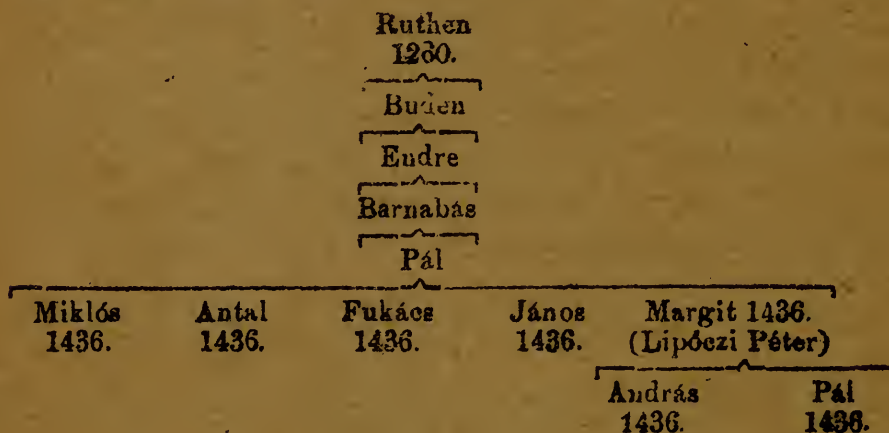 Ruthen
1260.
Buden
Endre
Barnabás
Pál
Miklós Antal Fukács János Margit 1436.
1436. 1436. 1436. 1436. (Lipóczi Péter)
András Pál
1436. 1436.